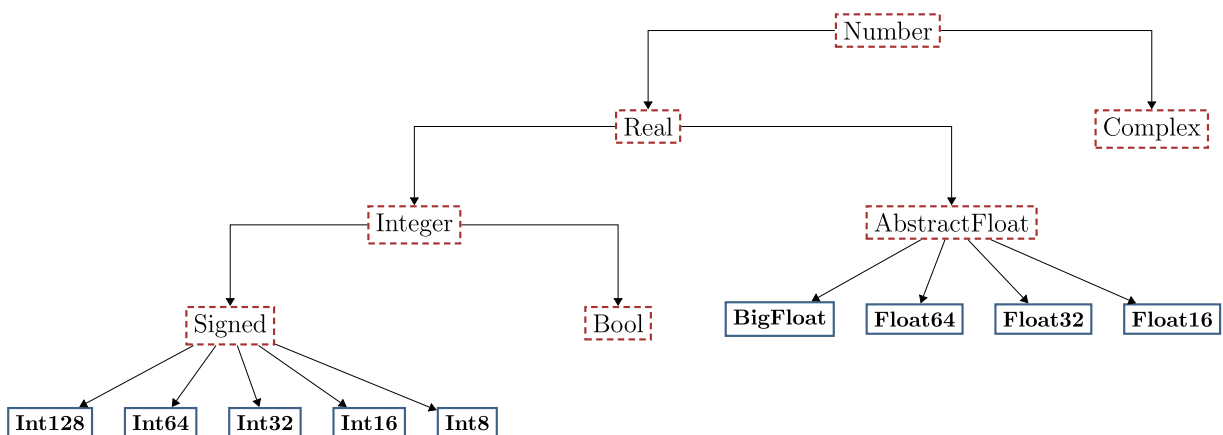 Number
Real
Complex
Integer
AbstractFloat
Signed
Bool
BigFloat
Float64
Float32
Float16
Int128
Int64
Int32
Int16
Int8